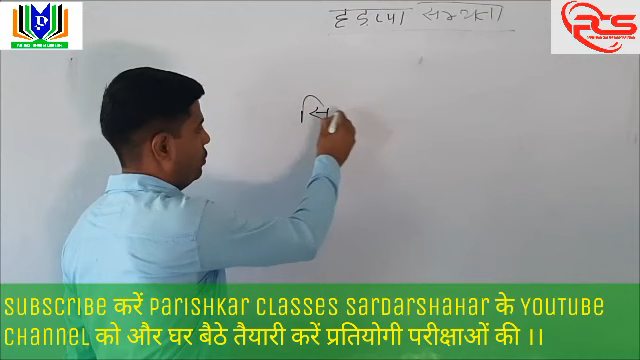 हड़प्पा सभ्यता
सि
Subscribe करें Parishkar Classes Sardarshahar के YouTube
Channel को और घर बैठे तैयारी करें प्रतियोगी परीक्षाओं की ।।